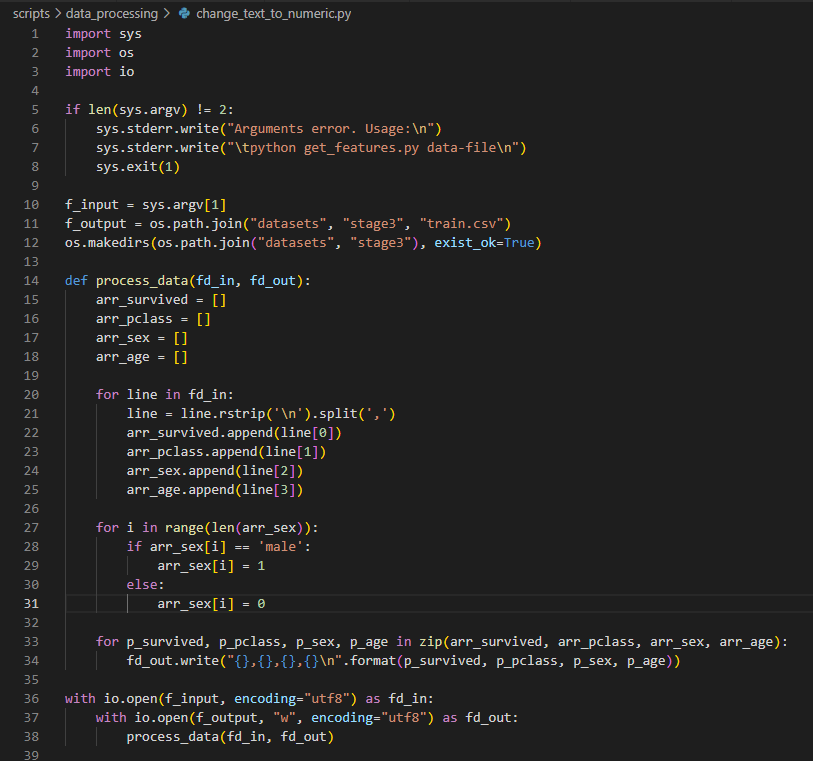 scripts > data_processing > change_text_to_numeric.py
1 import sys
2 import os
3 import io
4
5 if len(sys.argv) != 2:
6     sys.stderr.write("Arguments error. Usage:\n")
7     sys.stderr.write("\tpython get_features.py data-file\n")
8     sys.exit(1)
9
10 f_input = sys.argv[1]
11 f_output = os.path.join("datasets", "stage3", "train.csv")
12 os.makedirs(os.path.join("datasets", "stage3"), exist_ok=True)
13
14 def process_data(fd_in, fd_out):
15     arr_survived = []
16     arr_pclass = []
17     arr_sex = []
18     arr_age = []
19
20     for line in fd_in:
21         line = line.rstrip('\n').split(',')
22         arr_survived.append(line[0])
23         arr_pclass.append(line[1])
24         arr_sex.append(line[2])
25         arr_age.append(line[3])
26
27     for i in range(len(arr_sex)):
28         if arr_sex[i] == 'male':
29             arr_sex[i] = 1
30         else:
31             arr_sex[i] = 0
32
33     for p_survived, p_pclass, p_sex, p_age in zip(arr_survived, arr_pclass, arr_sex, arr_age):
34         fd_out.write("{},{},{},{}\n".format(p_survived, p_pclass, p_sex, p_age))
35
36 with io.open(f_input, encoding="utf8") as fd_in:
37     with io.open(f_output, "w", encoding="utf8") as fd_out:
38         process_data(fd_in, fd_out)
39